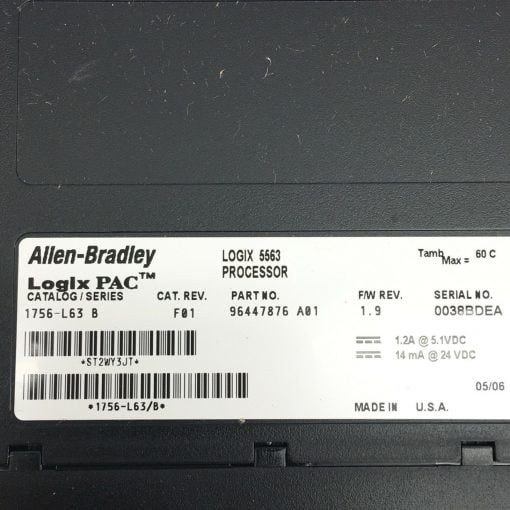 Allen-Bradley
Logix PAC™
LOGIX 5563
PROCESSOR
Tamb Max = 60 C
CATALOG / SERIES CAT. REV. PART NO. F/W REV. SERIAL NO.
1756-L63 B F01 96447876 A01 1.9 0038BDEA
1.2A @ 5.1VDC
14 mA @ 24 VDC
*ST2WY3JT*
*1756-L63/B*
05/06
MADE IN U.S.A.